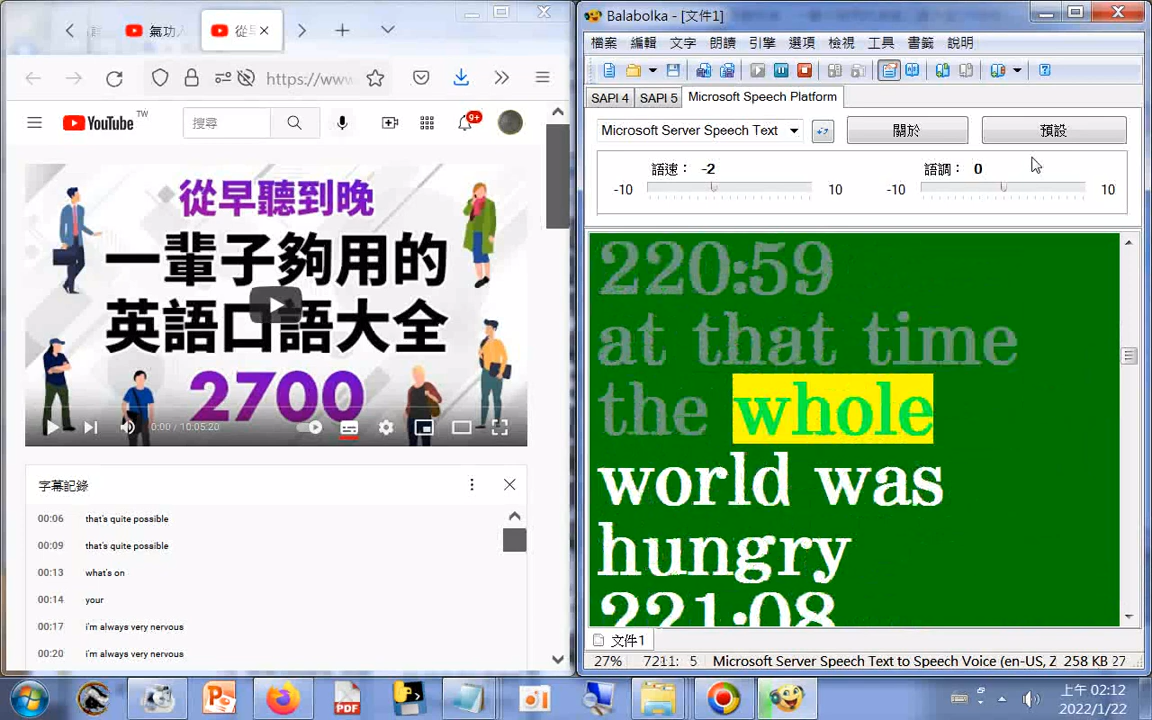 氣功人
從早
https://www
YouTube TW
搜尋
9+
從早聽到晚
一輩子夠用的
英語口語大全
2700
0:00 / 10:05:20
字幕記錄
00:06 that's quite possible
00:09 that's quite possible
00:13 what's on
00:14 your
00:17 i'm always very nervous
00:20 i'm always very nervous
Balabolka - [文件1]
檔案 編輯 文字 朗讀 引擎 選項 檢視 工具 書籤 說明
SAPI 4 SAPI 5 Microsoft Speech Platform
Microsoft Server Speech Text 關於 預設
語速： -2 語調： 0
-10 10 -10 10
220:59
at that time
the whole
world was
hungry
221:08
文件1
27% 7211: 5 Microsoft Server Speech Text to Speech Voice (en-US, Z 258 KB 27
PDF
上午 02:12
2022/1/22